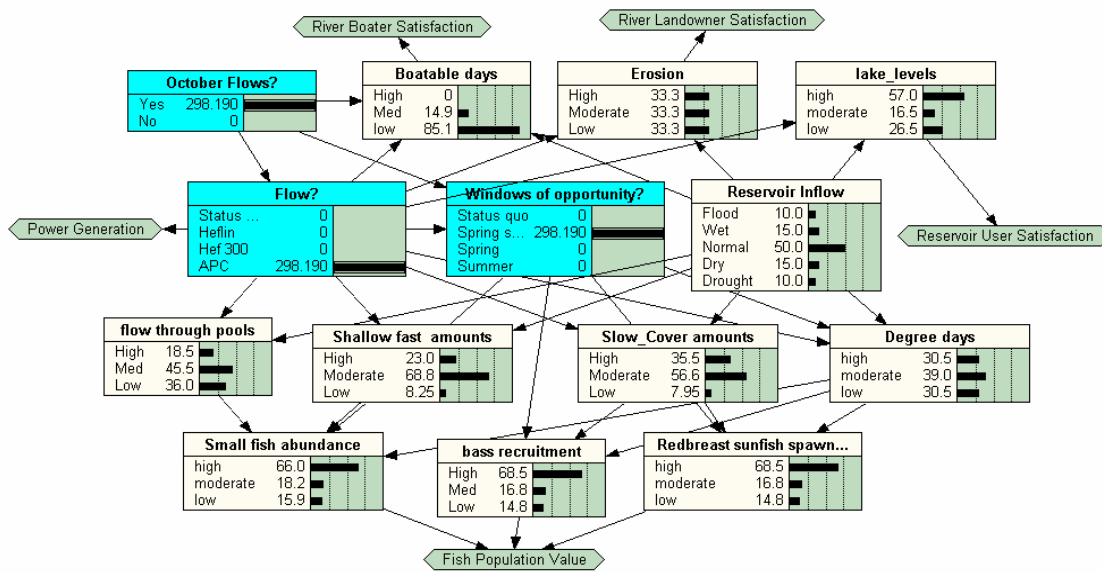 River Boater Satisfaction
River Landowner Satisfaction
October Flows?
Yes 298.190
No 0
Boatable days
High 0
Med 14.9
low 85.1
Erosion
High 33.3
Moderate 33.3
Low 33.3
lake_levels
high 57.0
moderate 16.5
low 26.5
Power Generation
Flow?
Status ... 0
Heflin 0
Hef 300 0
APC 298.190
Windows of opportunity?
Status quo 0
Spring s... 298.190
Spring 0
Summer 0
Reservoir Inflow
Flood 10.0
Wet 15.0
Normal 50.0
Dry 15.0
Drought 10.0
Reservoir User Satisfaction
flow through pools
High 18.5
Med 45.5
Low 36.0
Shallow fast amounts
High 23.0
Moderate 68.8
Low 8.25
Slow_Cover amounts
High 35.5
Moderate 56.6
Low 7.95
Degree days
high 30.5
moderate 39.0
low 30.5
Small fish abundance
high 66.0
moderate 18.2
low 15.9
bass recruitment
High 68.5
Med 16.8
Low 14.8
Redbreast sunfish spawn...
high 68.5
moderate 16.8
low 14.8
Fish Population Value